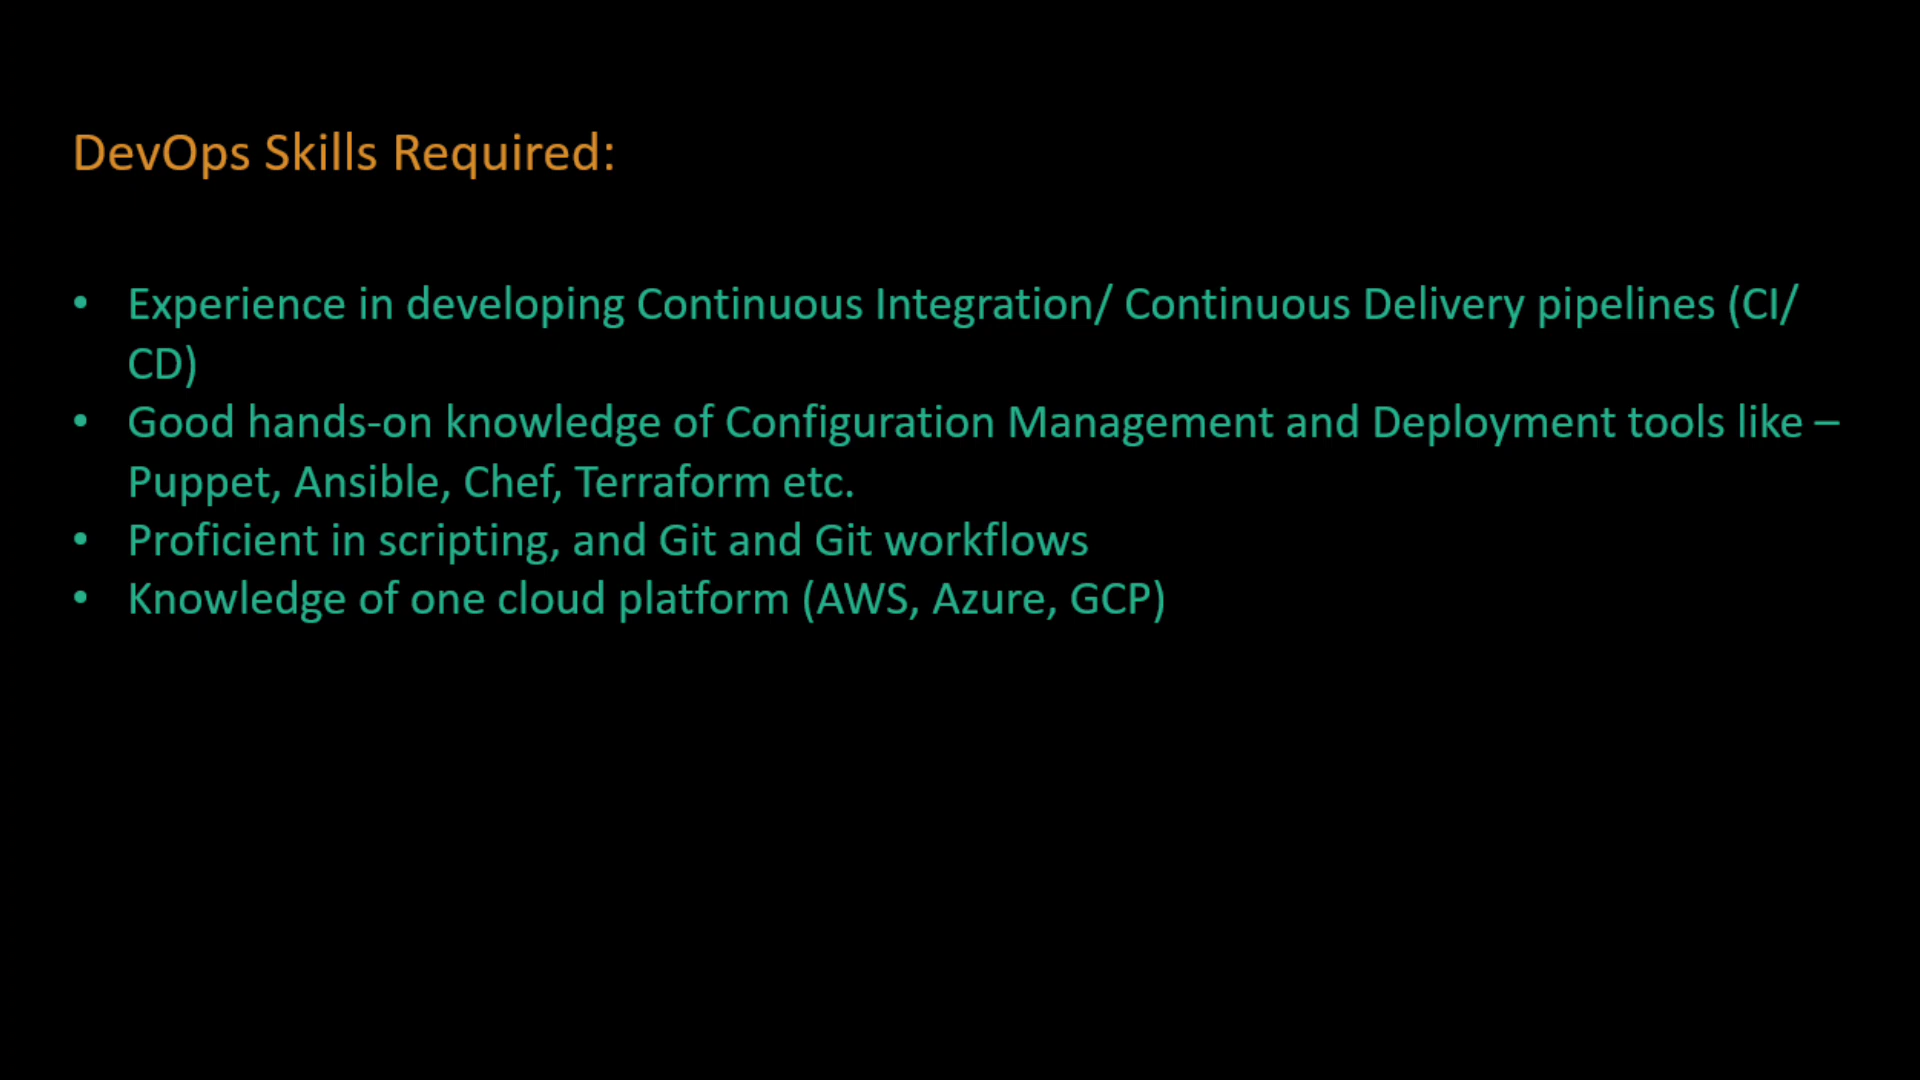 DevOps Skills Required:
• Experience in developing Continuous Integration/ Continuous Delivery pipelines (CI/
CD)
• Good hands-on knowledge of Configuration Management and Deployment tools like –
Puppet, Ansible, Chef, Terraform etc.
• Proficient in scripting, and Git and Git workflows
• Knowledge of one cloud platform (AWS, Azure, GCP)